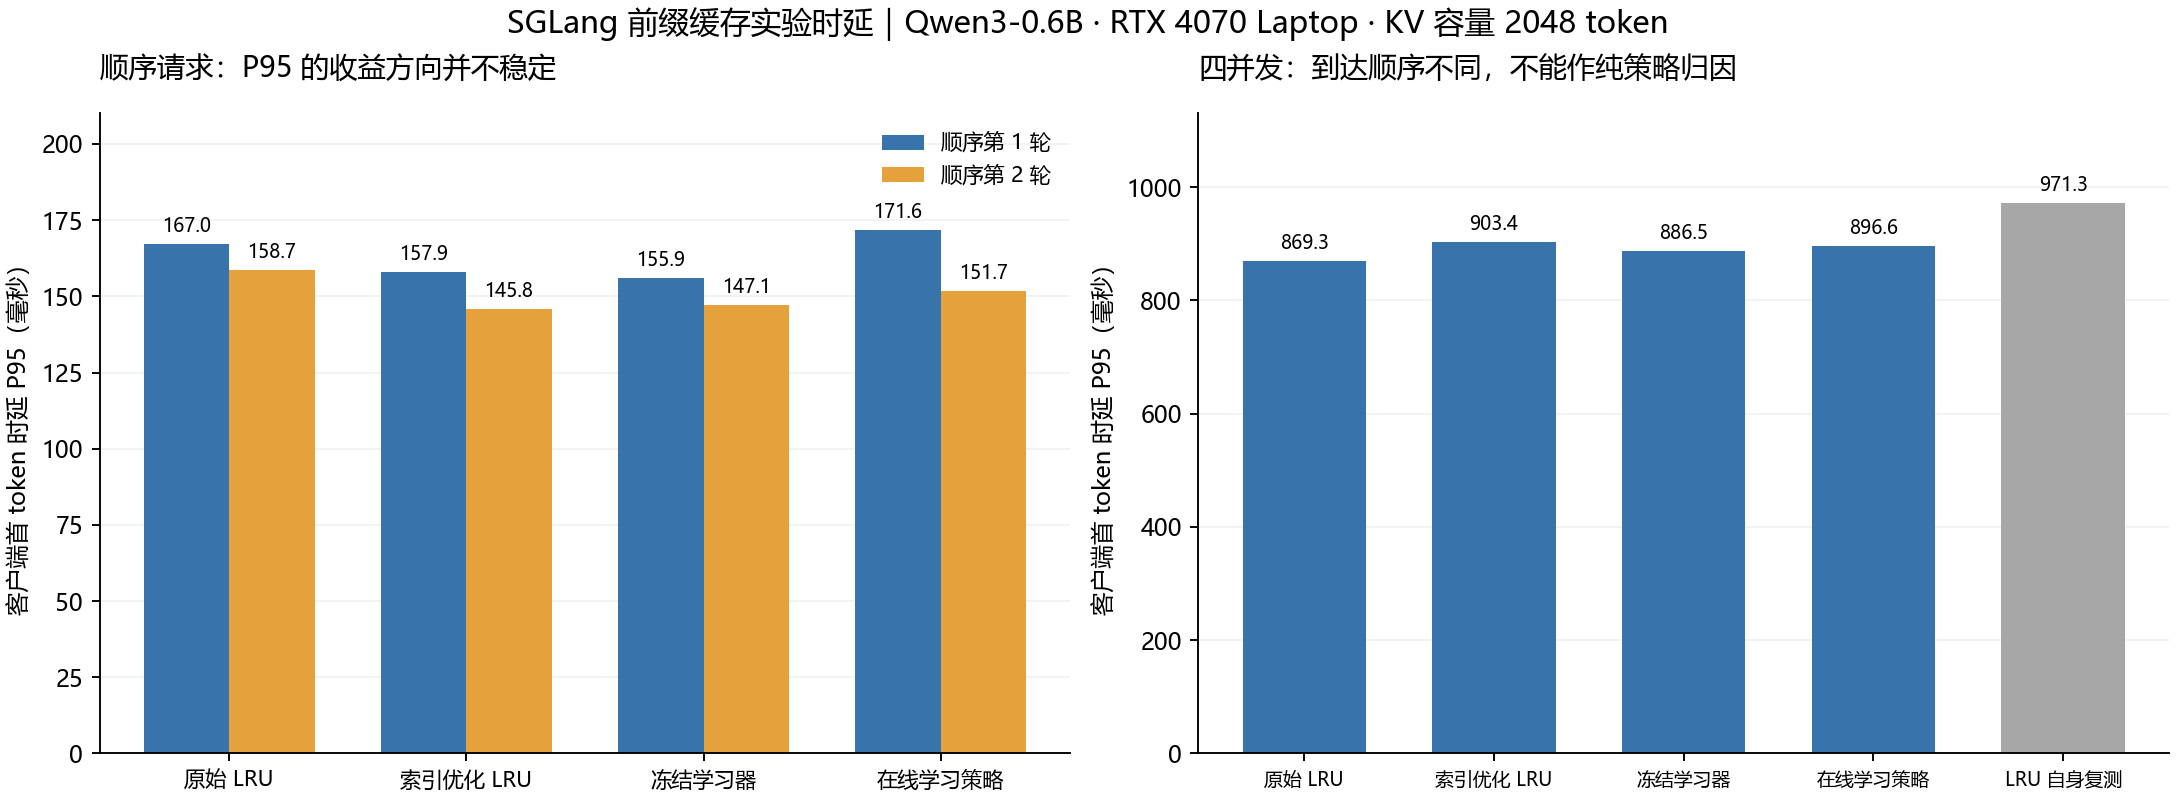 SGLang 前缀缓存实验时延｜Qwen3-0.6B · RTX 4070 Laptop · KV 容量 2048 token
顺序请求：P95 的收益方向并不稳定
客户端首 token 时延 P95（毫秒）
200
175
150
125
100
75
50
25
0
顺序第 1 轮
顺序第 2 轮
167.0
158.7
157.9
145.8
155.9
147.1
171.6
151.7
原始 LRU
索引优化 LRU
冻结学习器
在线学习策略
四并发：到达顺序不同，不能作纯策略归因
客户端首 token 时延 P95（毫秒）
1000
800
600
400
200
0
869.3
903.4
886.5
896.6
971.3
原始 LRU
索引优化 LRU
冻结学习器
在线学习策略
LRU 自身复测